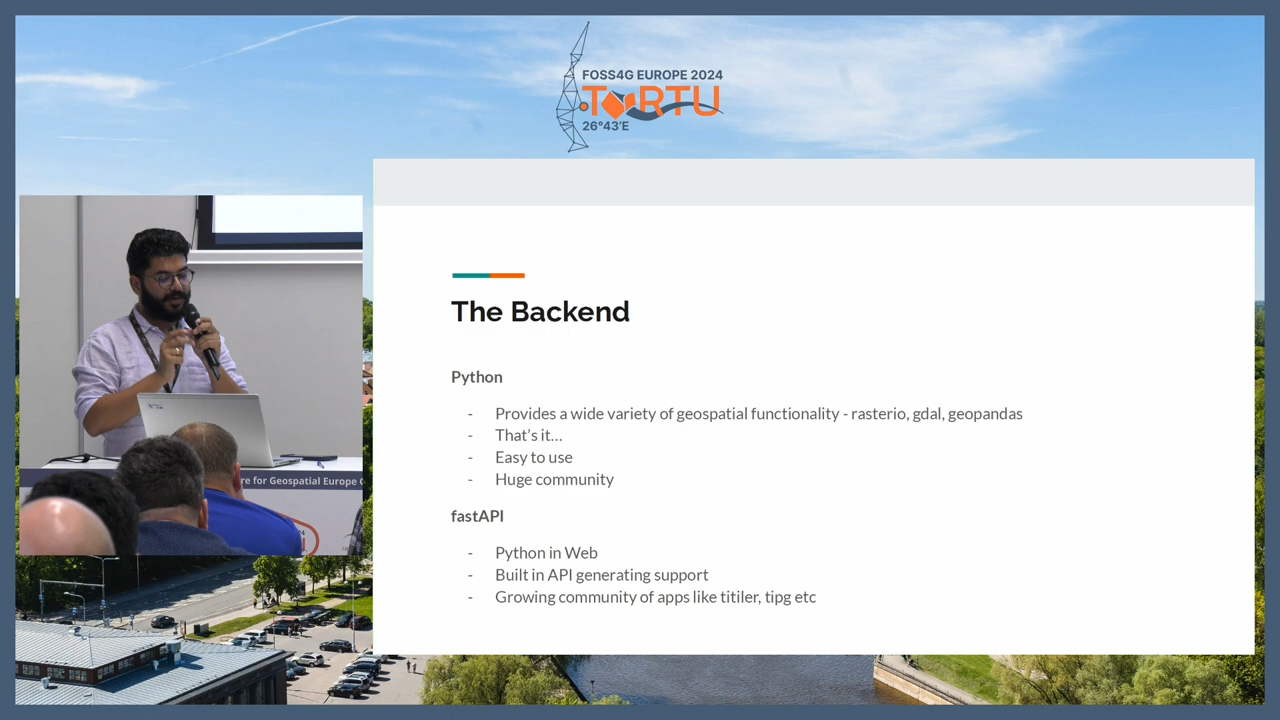 FOSS4G EUROPE 2024
TARTU
26°43'E
The Backend
Python
- Provides a wide variety of geospatial functionality - rasterio, gdal, geopandas
- That's it...
- Easy to use
- Huge community
fastAPI
- Python in Web
- Built in API generating support
- Growing community of apps like titiler, tipg etc
re for Geospatial Europe